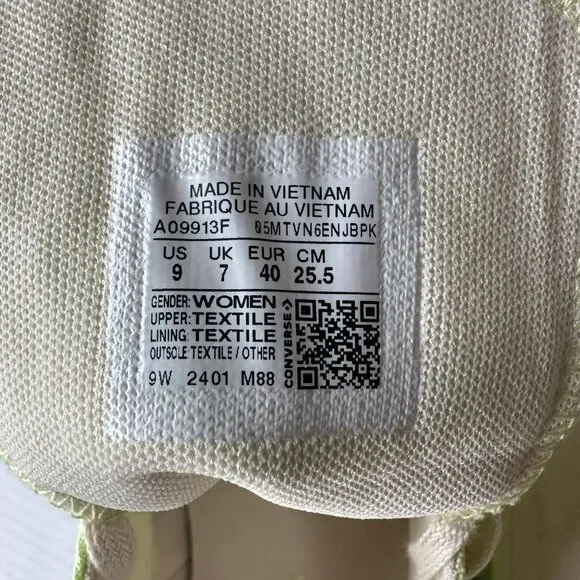 MADE IN VIETNAM
FABRIQUE AU VIETNAM
A09913F 05MTVN6ENJBPK
US UK EUR CM
9 7 40 25.5
GENDER: WOMEN
UPPER: TEXTILE
LINING: TEXTILE
OUTSOLE: TEXTILE / OTHER
9W 2401 M88
CONVERSE